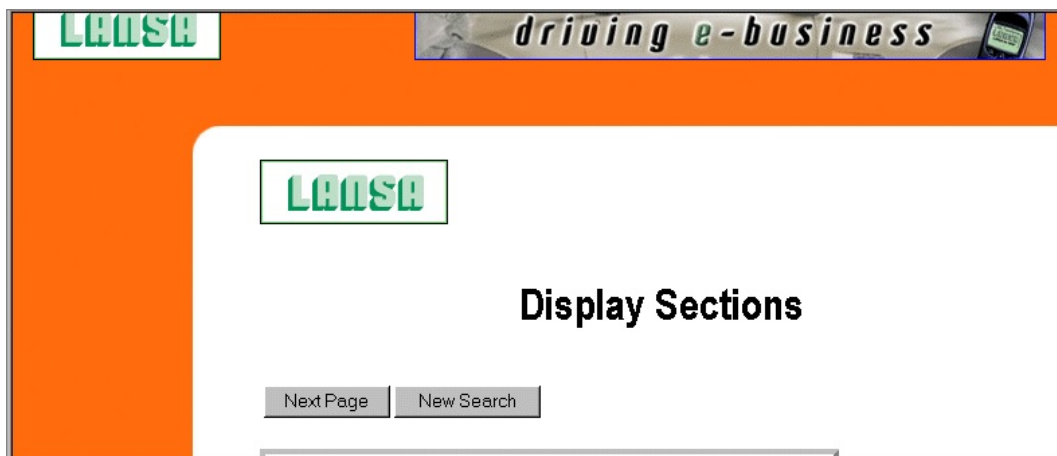 LANSA
driving e-business
LANSA
Display Sections
Next Page New Search